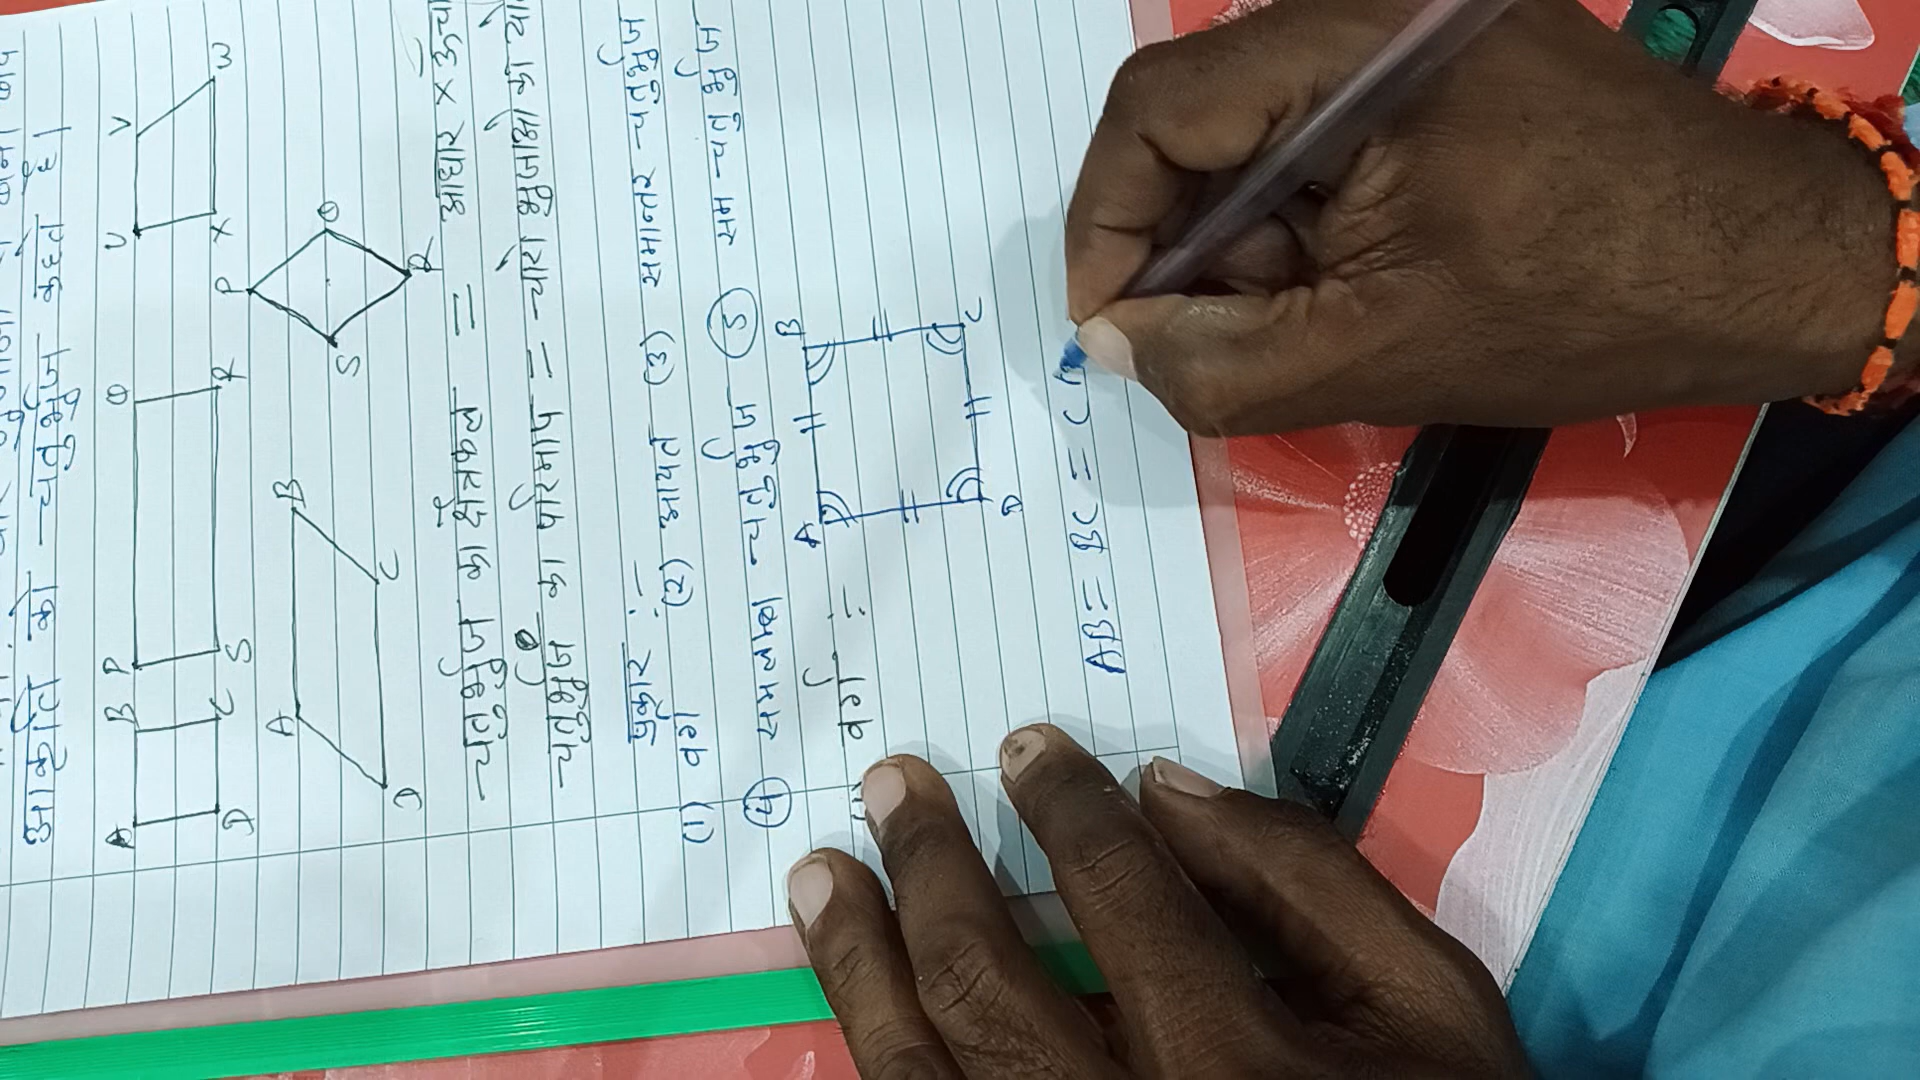 आकृति को चतुर्भुज कहते है।
A B P Q U V
D C S R X W
A B P Q
D C S R
चतुर्भुज का क्षेत्रफल = आधार × ऊँचा
चतुर्भुज का परिमाप = चारो भुजाओ का यो
प्रकार :-
(1) वर्ग (2) आयत (3) समान्तर चतुर्भुज
(4) समलम्ब चतुर्भुज (5) सम-चतुर्भुज
वर्ग :-
A B
D C
AB = BC = C